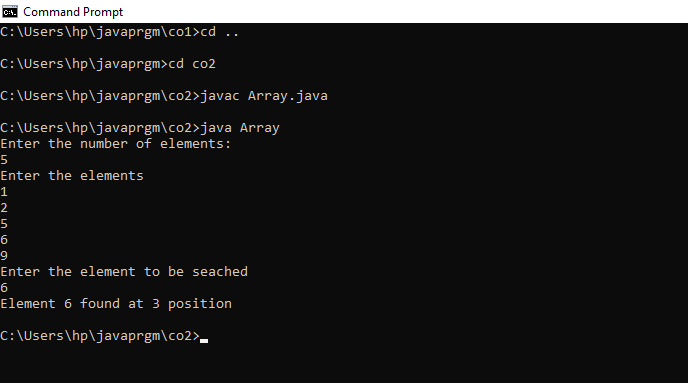 Command Prompt
C:\Users\hp\javaprgm\co1>cd ..
C:\Users\hp\javaprgm>cd co2
C:\Users\hp\javaprgm\co2>javac Array.java
C:\Users\hp\javaprgm\co2>java Array
Enter the number of elements:
5
Enter the elements
1
2
5
6
9
Enter the element to be seached
6
Element 6 found at 3 position
C:\Users\hp\javaprgm\co2>